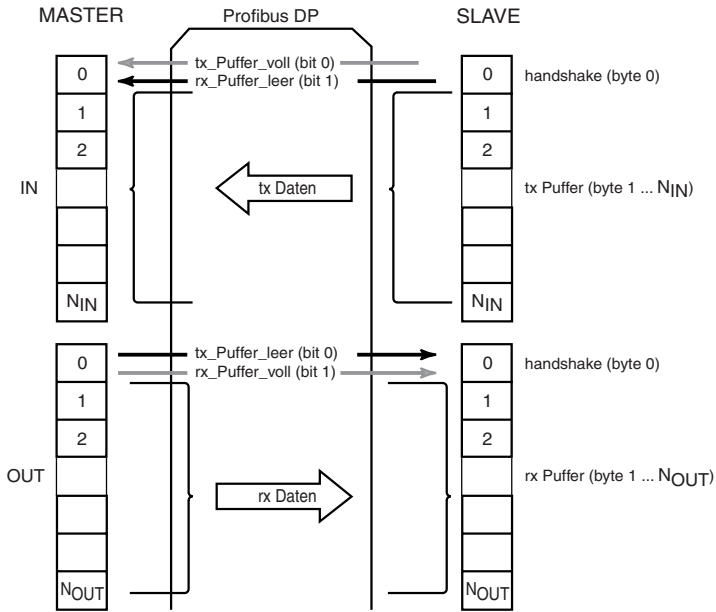 MASTER Profibus DP SLAVE
tx_Puffer_voll (bit 0)
0 rx_Puffer_leer (bit 1) 0 handshake (byte 0)
1 1
2 2
IN tx Daten tx Puffer (byte 1 ... NIN)
NIN NIN
0 tx_Puffer_leer (bit 0) 0 handshake (byte 0)
rx_Puffer_voll (bit 1)
1 1
2 2
OUT rx Daten rx Puffer (byte 1 ... NOUT)
NOUT NOUT